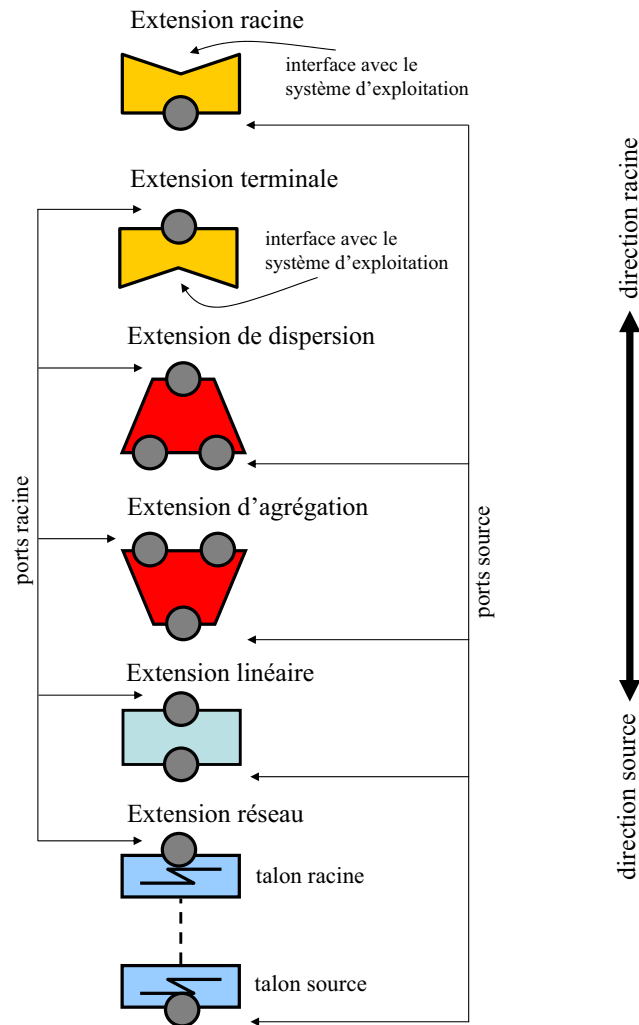 Extension racine
interface avec le
système d'exploitation
Extension terminale
interface avec le
système d'exploitation
Extension de dispersion
Extension d'agrégation
Extension linéaire
Extension réseau
talon racine
talon source
ports racine
ports source
direction racine
direction source